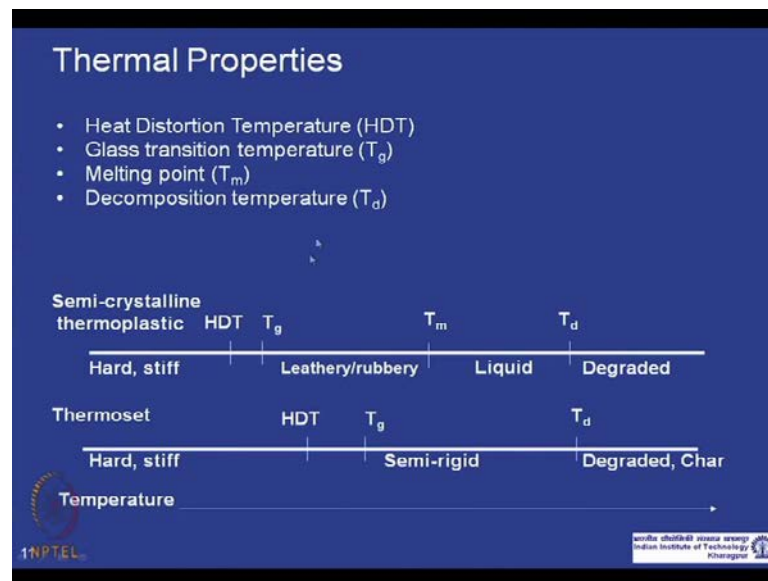 Thermal Properties
• Heat Distortion Temperature (HDT)
• Glass transition temperature (Tg)
• Melting point (Tm)
• Decomposition temperature (Td)
Semi-crystalline
thermoplastic HDT Tg Tm Td
Hard, stiff Leathery/rubbery Liquid Degraded
Thermoset HDT Tg Td
Hard, stiff Semi-rigid Degraded, Char
Temperature
11
NPTEL
Indian Institute of Technology
Kharagpur